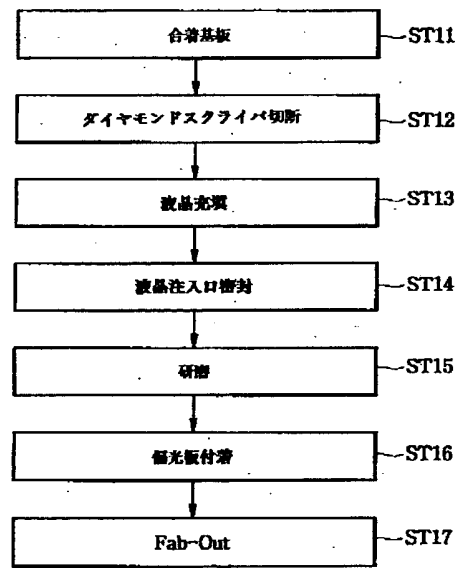 合着基板
ST11
ダイヤモンドスクライバ切断
ST12
液晶充填
ST13
液晶注入口密封
ST14
研磨
ST15
偏光板付着
ST16
Fab-Out
ST17